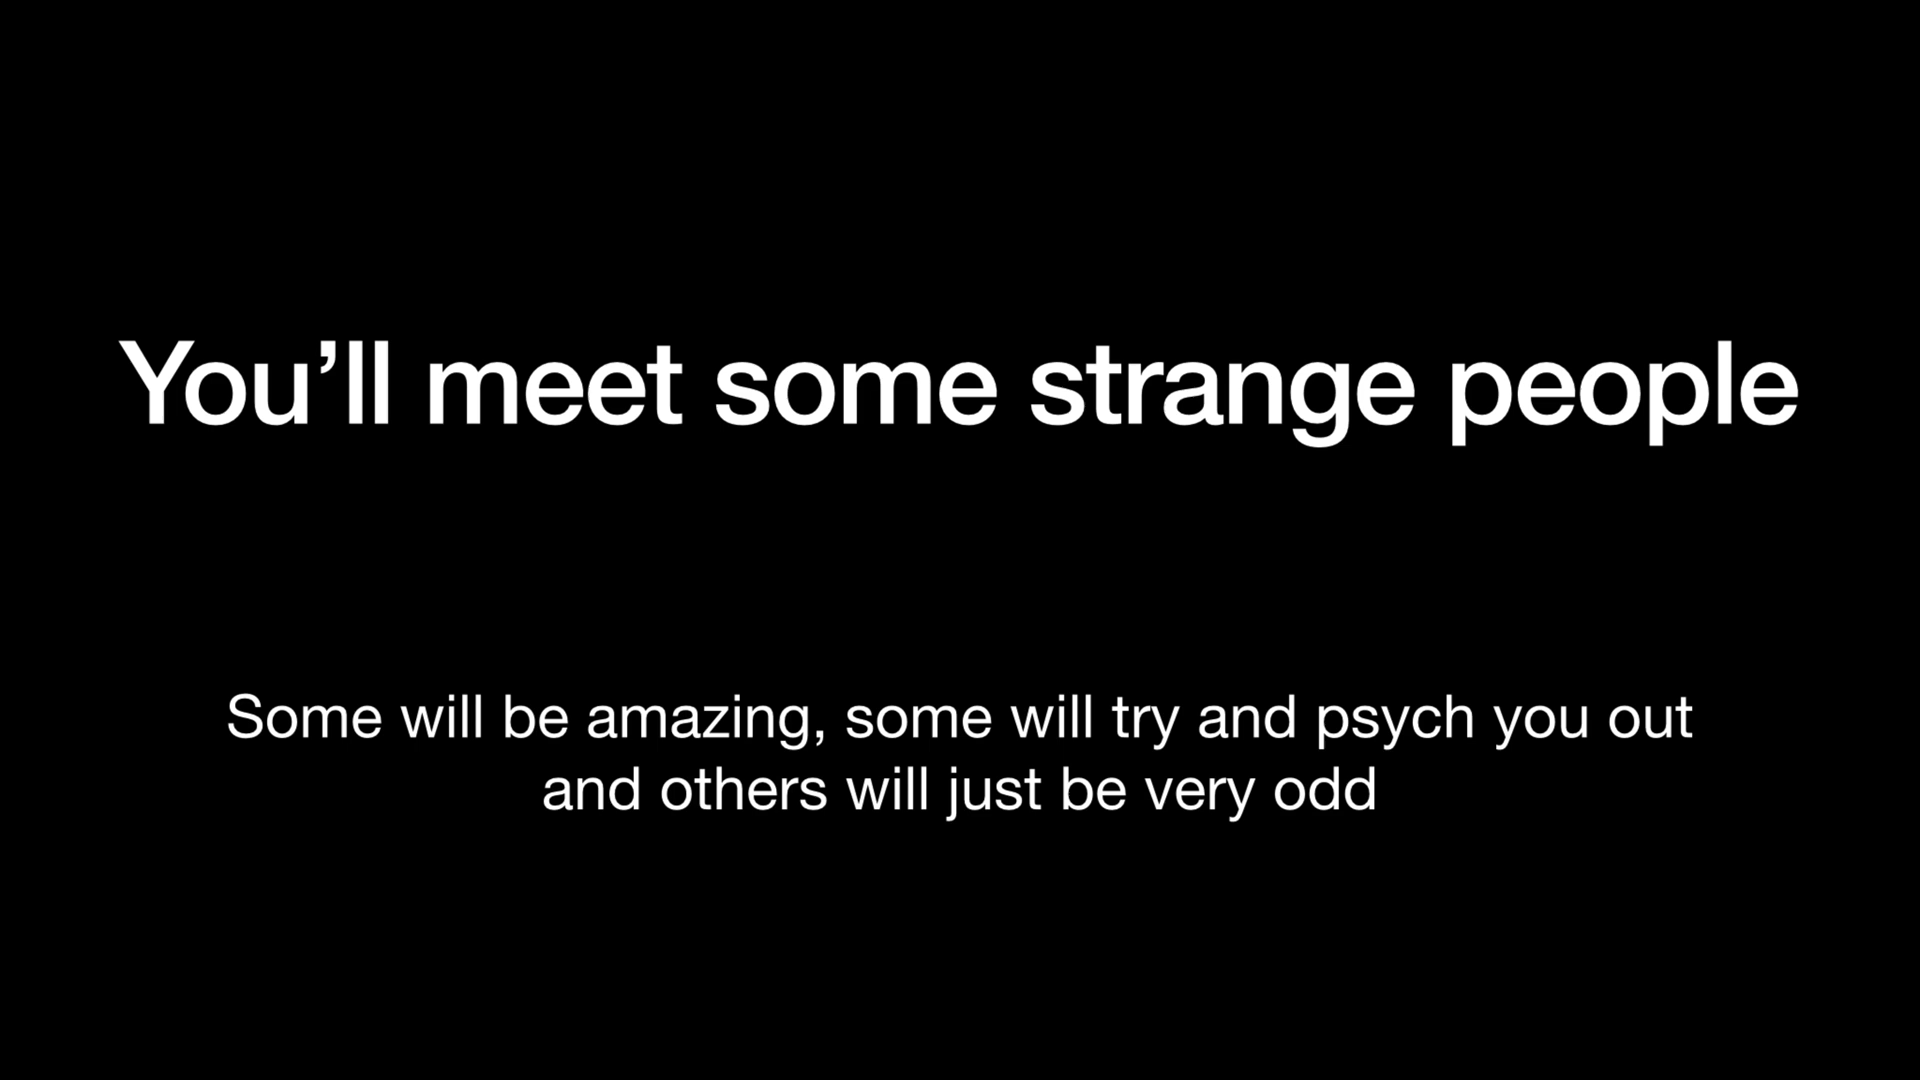 You’ll meet some strange people
Some will be amazing, some will try and psych you out
and others will just be very odd